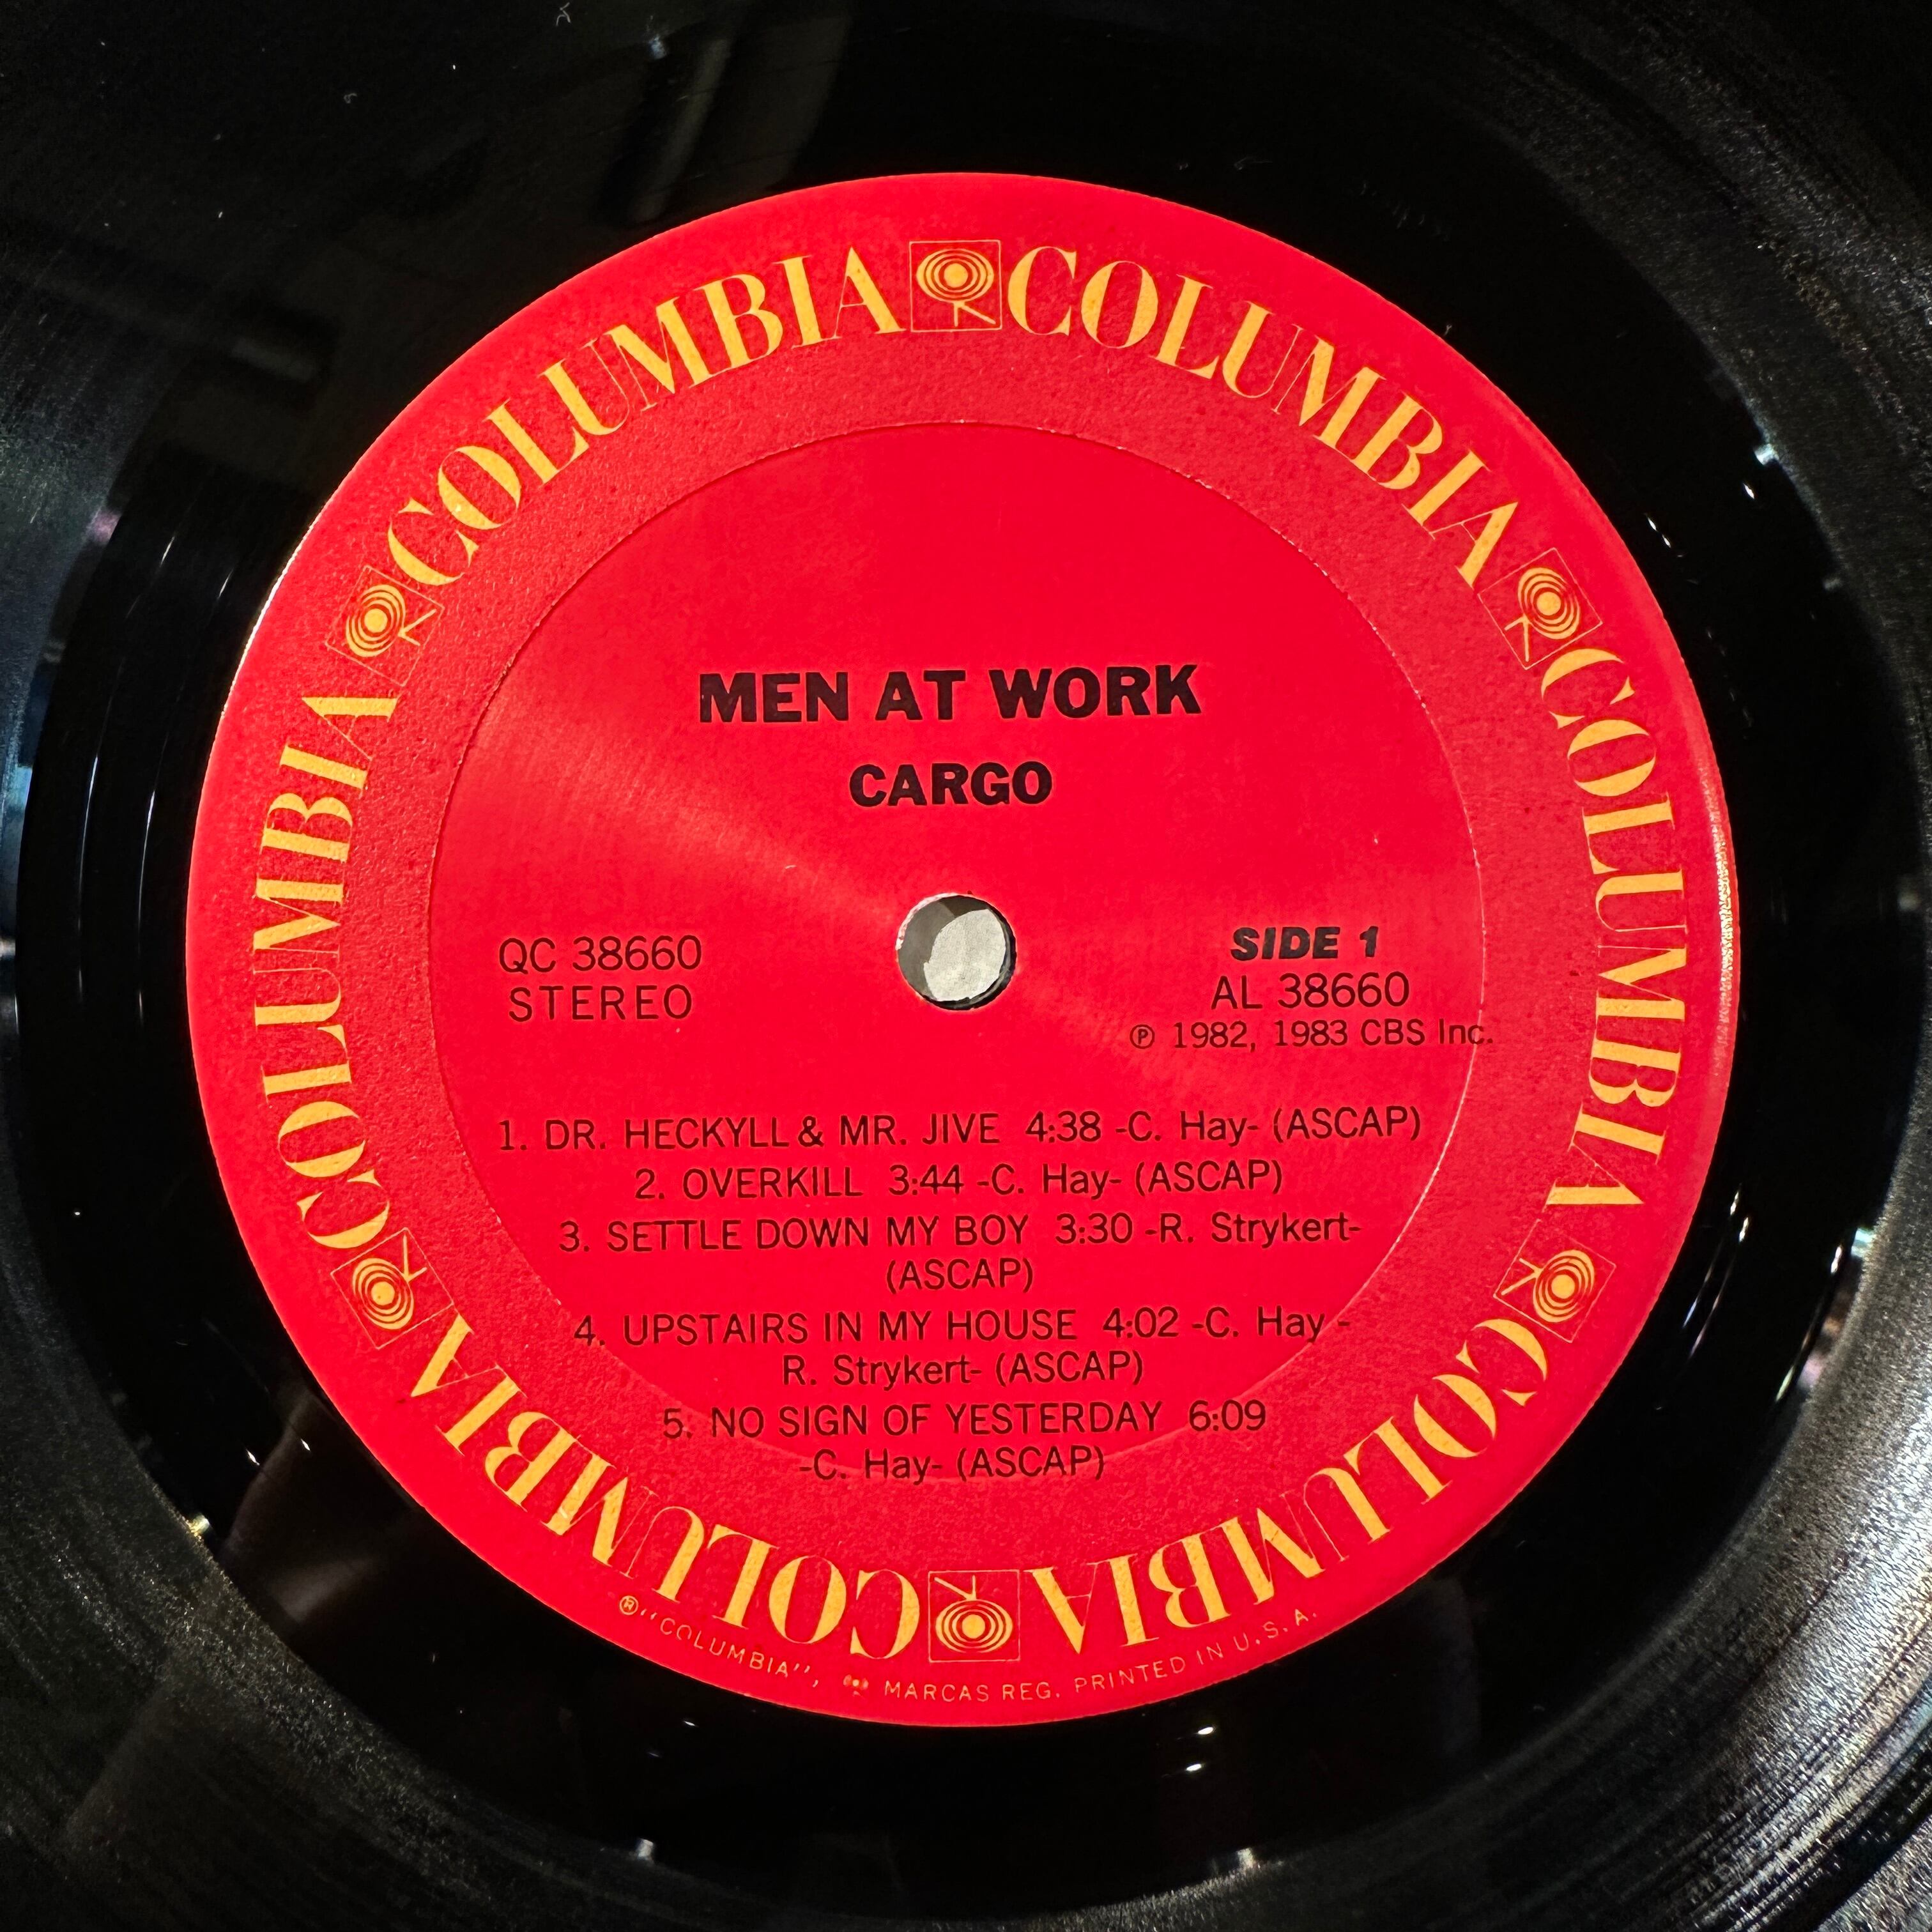 COLUMBIA COLUMBIA COLUMBIA COLUMBIA COLUMBIA COLUMBIA
MEN AT WORK
CARGO
QC 38660
STEREO
SIDE 1
AL 38660
℗ 1982, 1983 CBS Inc.
1. DR. HECKYLL & MR. JIVE 4:38 -C. Hay- (ASCAP)
2. OVERKILL 3:44 -C. Hay- (ASCAP)
3. SETTLE DOWN MY BOY 3:30 -R. Strykert-
(ASCAP)
4. UPSTAIRS IN MY HOUSE 4:02 -C. Hay -
R. Strykert- (ASCAP)
5. NO SIGN OF YESTERDAY 6:09
-C. Hay- (ASCAP)
® "COLUMBIA", MARCAS REG. PRINTED IN U.S.A.